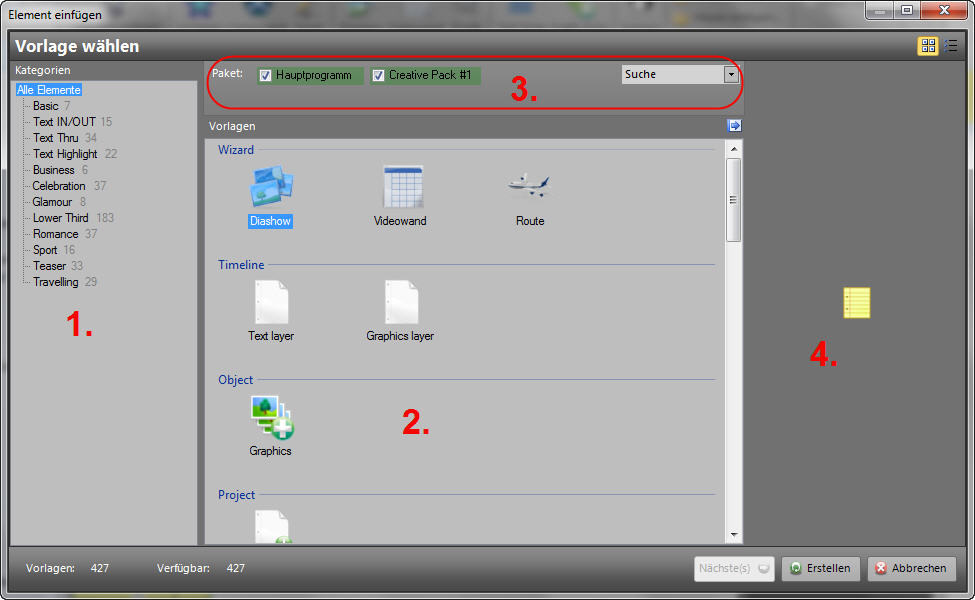 Element einfügen
Vorlage wählen
Kategorien
Alle Elemente
Basic 7
Text IN/OUT 15
Text Thru 34
Text Highlight 22
Business 6
Celebration 37
Glamour 8
Lower Third 183
Romance 37
Sport 16
Teaser 33
Travelling 29
1.
Paket: Hauptprogramm Creative Pack #1 Suche
3.
Vorlagen
Wizard
Diashow Videowand Route
Timeline
Text layer Graphics layer
Object
Graphics
2.
Project
4.
Vorlagen: 427 Verfügbar: 427 Nächste(s) Erstellen Abbrechen